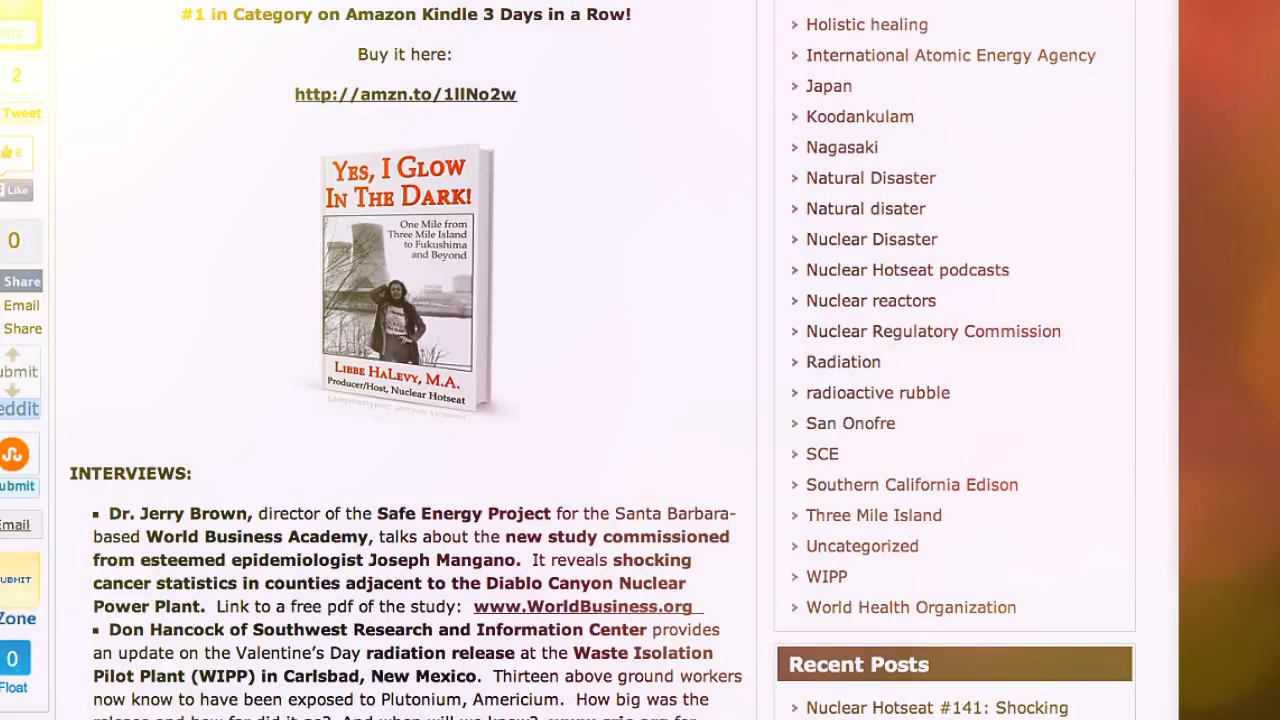 #1 in Category on Amazon Kindle 3 Days in a Row!
Buy it here:
http://amzn.to/1llNo2w
YES, I GLOW
IN THE DARK!
One Mile from
Three Mile Island
to Fukushima
and Beyond
LIBBE HALEVY, M.A.
Producer/Host, Nuclear Hotseat
INTERVIEWS:
Dr. Jerry Brown, director of the Safe Energy Project for the Santa Barbara-
based World Business Academy, talks about the new study commissioned
from esteemed epidemiologist Joseph Mangano. It reveals shocking
cancer statistics in counties adjacent to the Diablo Canyon Nuclear
Power Plant. Link to a free pdf of the study: www.WorldBusiness.org
Don Hancock of Southwest Research and Information Center provides
an update on the Valentine's Day radiation release at the Waste Isolation
Pilot Plant (WIPP) in Carlsbad, New Mexico. Thirteen above ground workers
now know to have been exposed to Plutonium, Americium. How big was the
2
Tweet
8
Like
0
Share
Email
Share
ubmit
eddit
ubmit
Email
UBMIT
Zone
0
Float
Holistic healing
International Atomic Energy Agency
Japan
Koodankulam
Nagasaki
Natural Disaster
Natural disater
Nuclear Disaster
Nuclear Hotseat podcasts
Nuclear reactors
Nuclear Regulatory Commission
Radiation
radioactive rubble
San Onofre
SCE
Southern California Edison
Three Mile Island
Uncategorized
WIPP
World Health Organization
Recent Posts
Nuclear Hotseat #141: Shocking